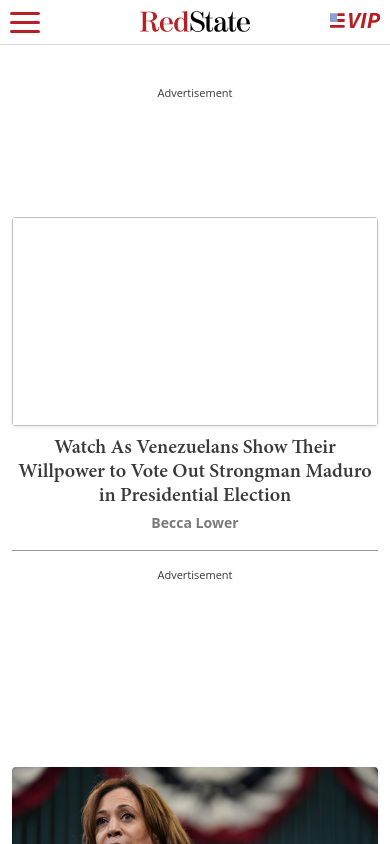 RedState
VIP
Advertisement
Watch As Venezuelans Show Their
Willpower to Vote Out Strongman Maduro
in Presidential Election
Becca Lower
Advertisement